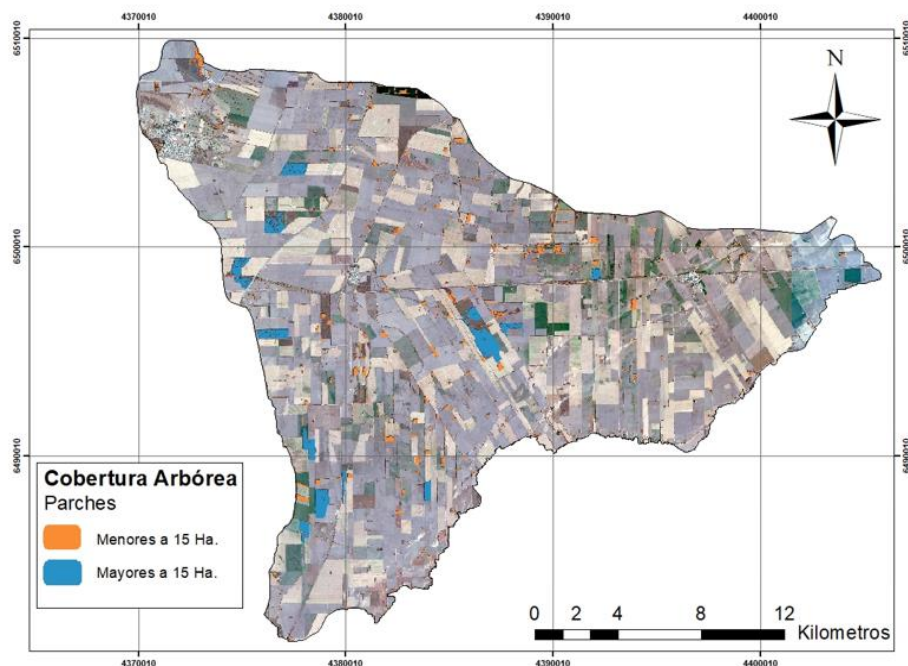 4370010 4380010 4390010 4400010
6510010 6510010
N
6500010 6500010
6490010 6490010
Cobertura Arbórea
Parches
Menores a 15 Ha.
Mayores a 15 Ha.
0 2 4 8 12
Kilometros
4370010 4380010 4390010 4400010